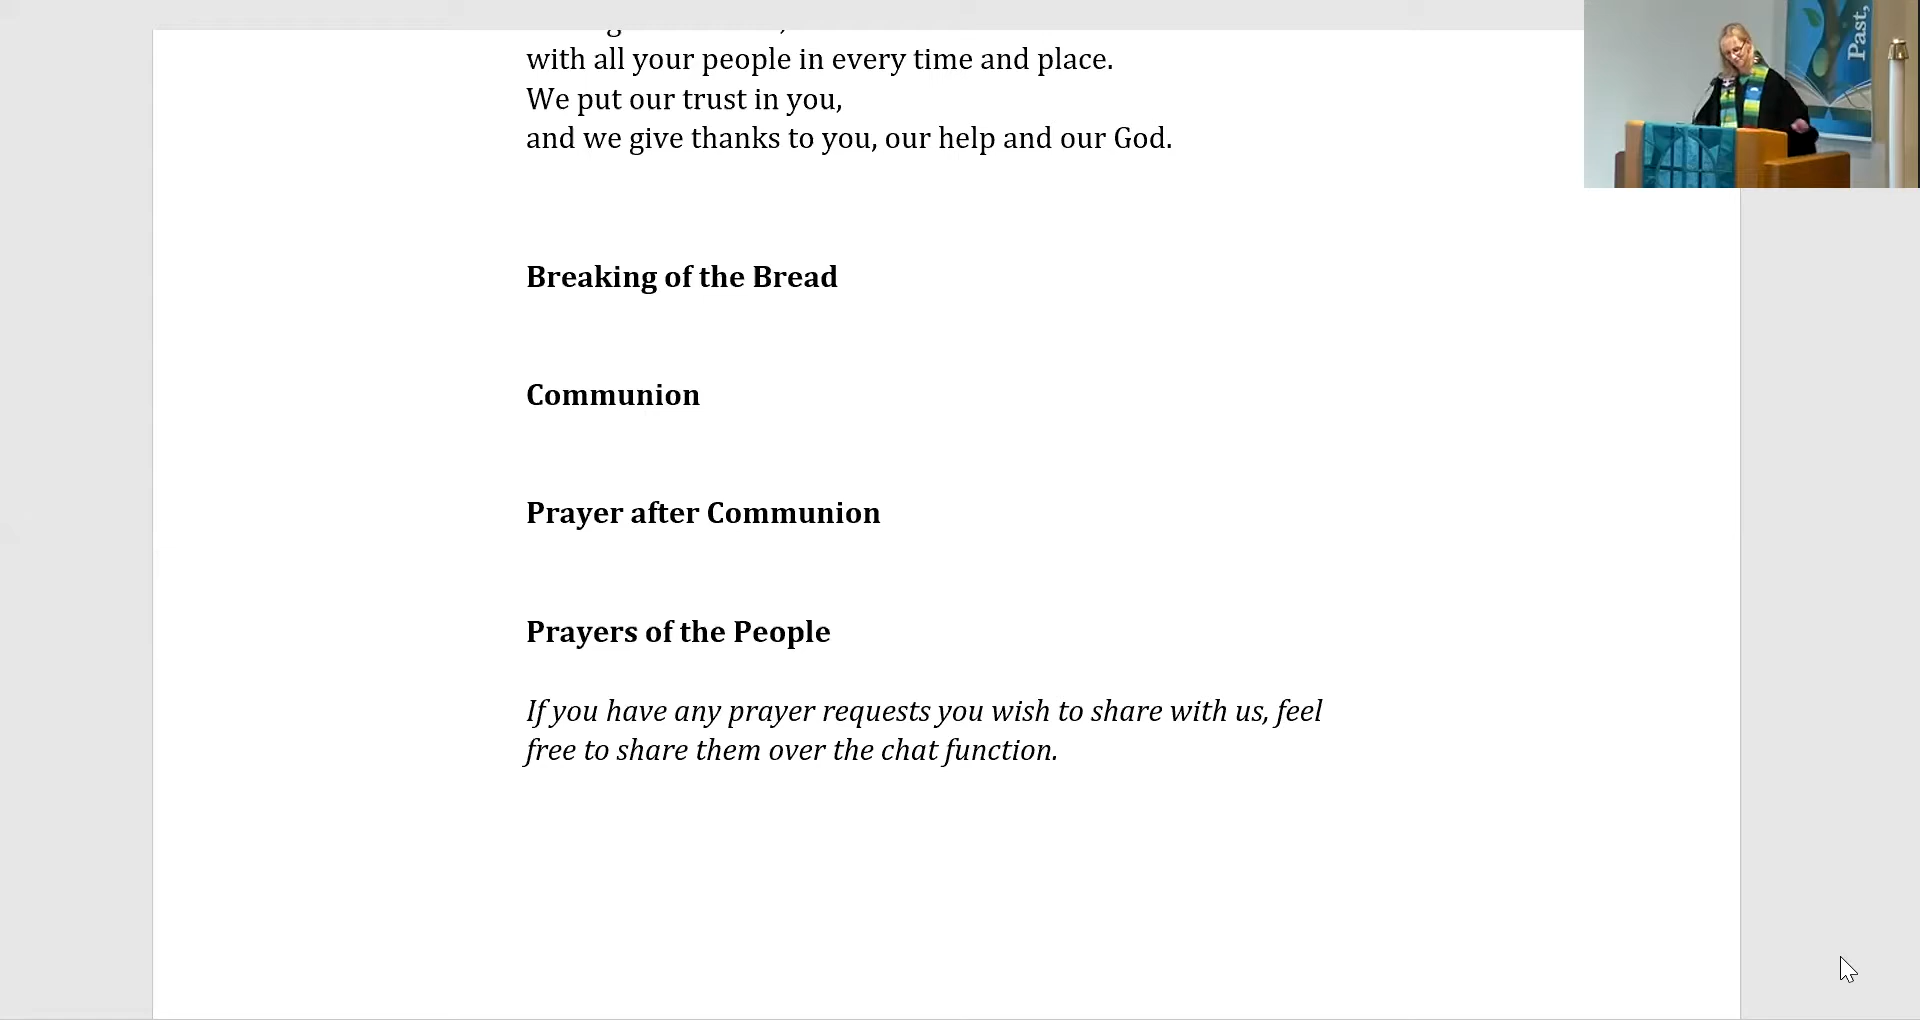 with all your people in every time and place.
We put our trust in you,
and we give thanks to you, our help and our God.
Breaking of the Bread
Communion
Prayer after Communion
Prayers of the People
If you have any prayer requests you wish to share with us, feel
free to share them over the chat function.
Past,